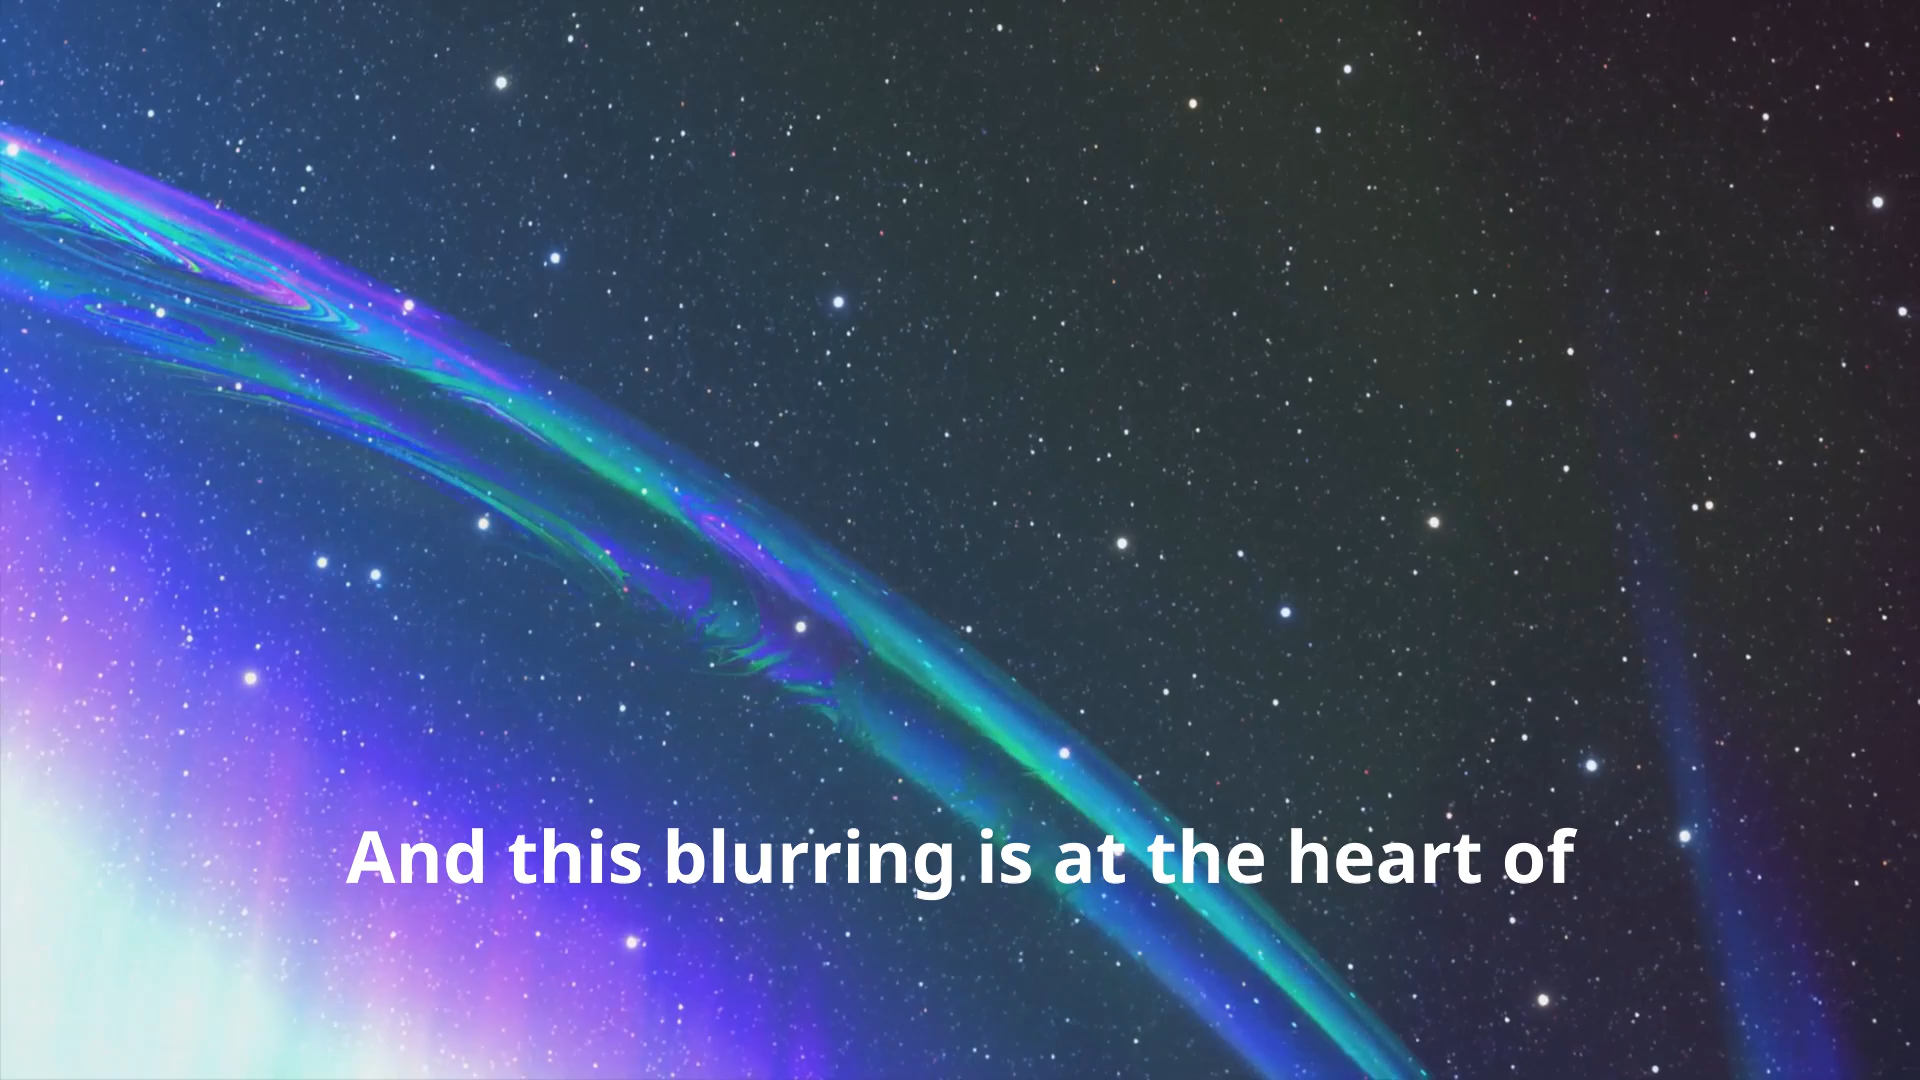 And this blurring is at the heart of